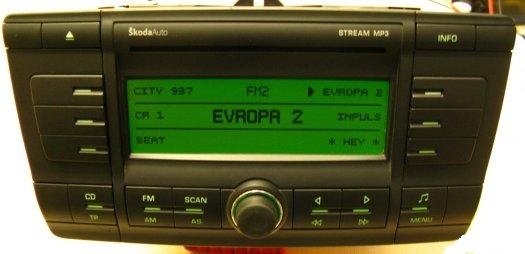 ŠkodaAuto STREAM MP3 INFO
CITY 937 FM2 EVROPA 2
CR 1 EVROPA 2 IMPULS
BEAT * HEY *
CD FM SCAN
TP AM AS MENU